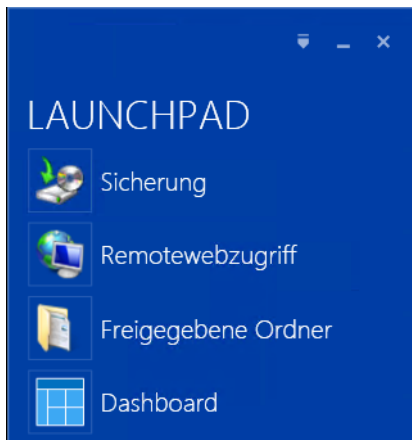 LAUNCHPAD
Sicherung
Remotewebzugriff
Freigegebene Ordner
Dashboard